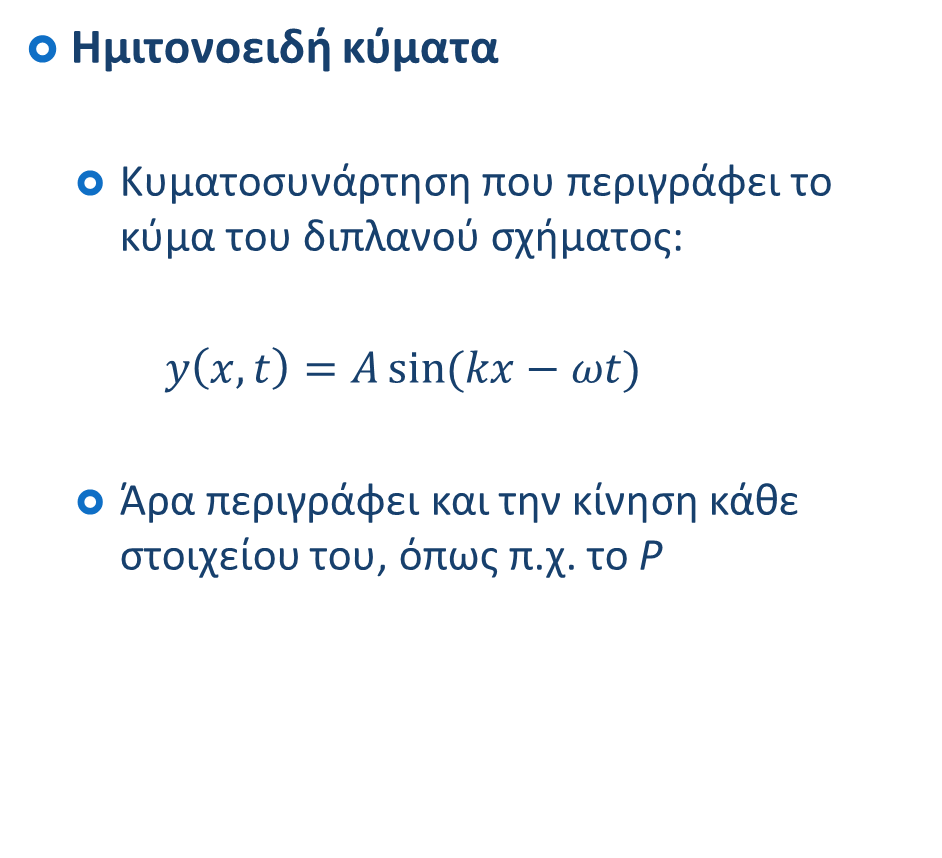 Ημιτονοειδή κύματα
Κυματοσυνάρτηση που περιγράφει το
κύμα του διπλανού σχήματος:
y(x, t) = A sin(kx − ωt)
Άρα περιγράφει και την κίνηση κάθε
στοιχείου του, όπως π.χ. το P